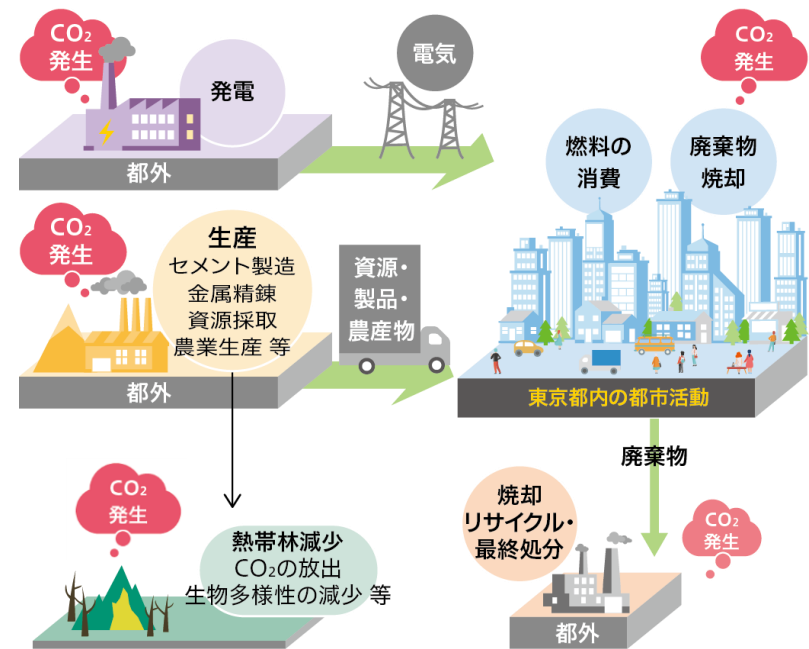 CO₂
発生
発電
都外
電気
CO₂
発生
燃料の
消費
廃棄物
焼却
CO₂
発生
生産
セメント製造
金属精錬
資源採取
農業生産 等
都外
資源・
製品・
農産物
東京都内の都市活動
廃棄物
CO₂
発生
熱帯林減少
CO₂の放出
生物多様性の減少 等
焼却
リサイクル・
最終処分
都外
CO₂
発生